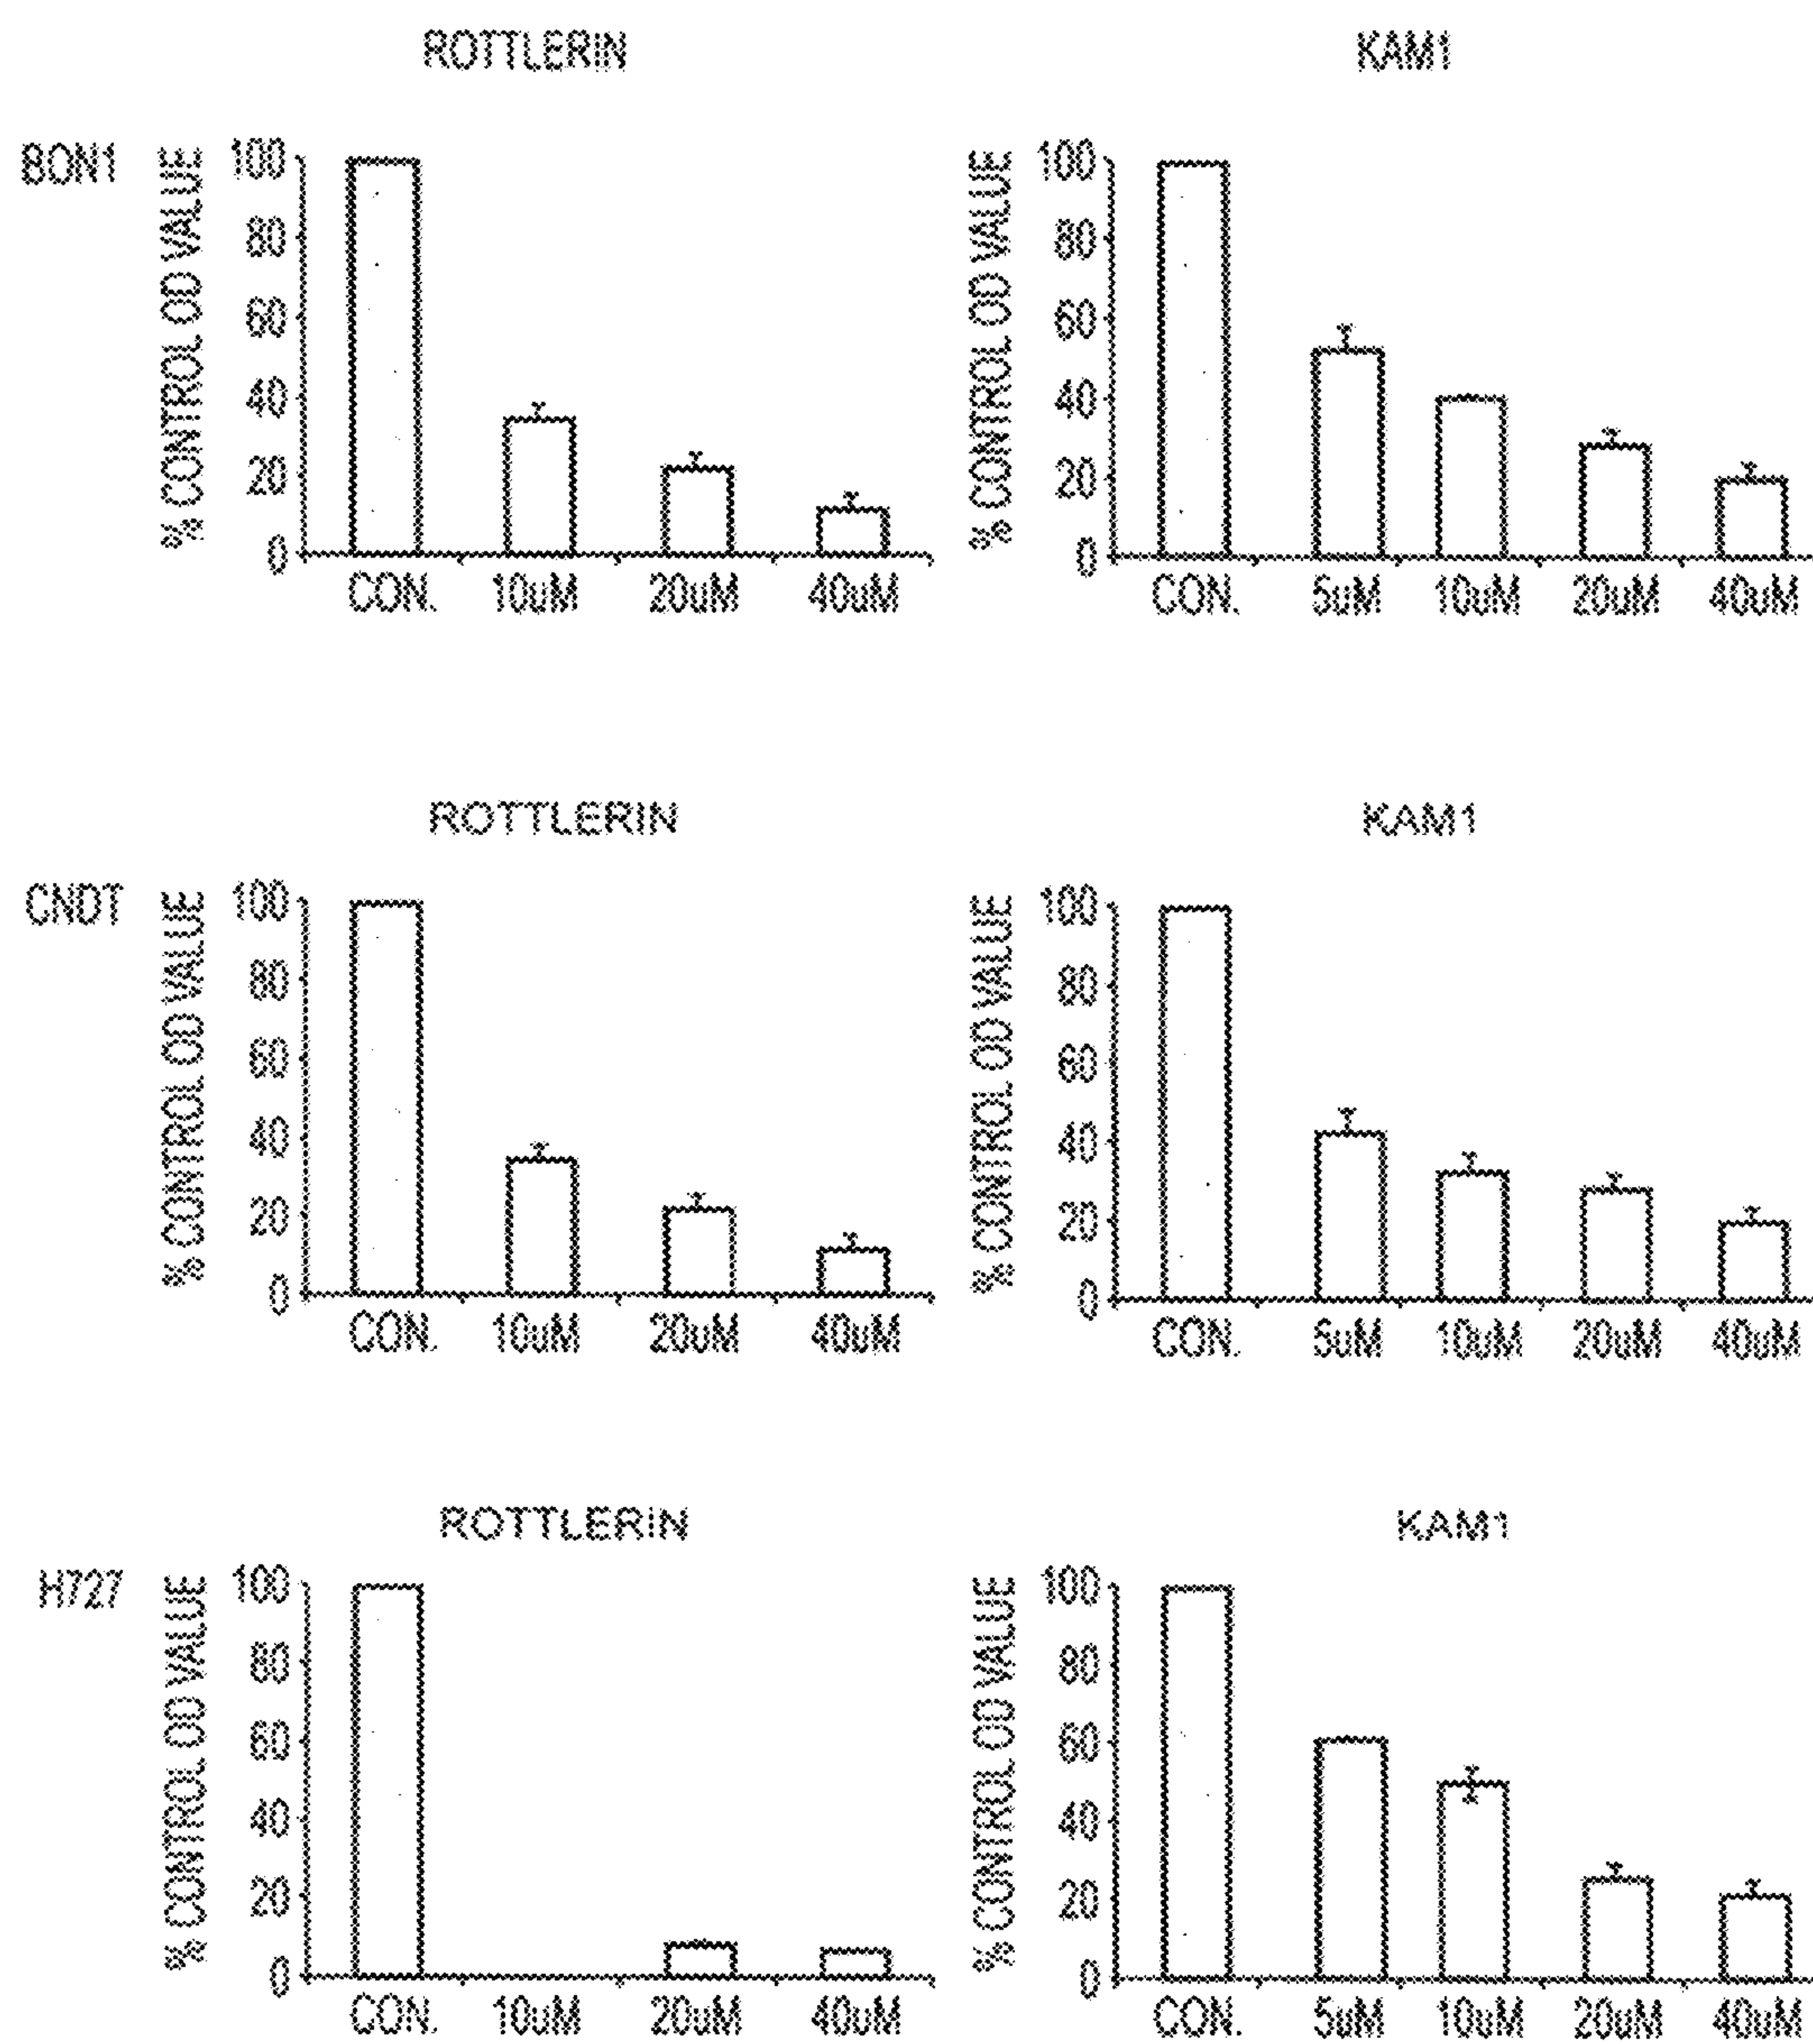 ROTTLERIN
KAM1
BON1
% CONTROL OD VALUE
100
80
60
40
20
0
CON. 10uM 20uM 40uM
% CONTROL OD VALUE
100
80
60
40
20
0
CON. 5uM 10uM 20uM 40uM
ROTTLERIN
KAM1
CNDT
% CONTROL OD VALUE
100
80
60
40
20
0
CON. 10uM 20uM 40uM
% CONTROL OD VALUE
100
80
60
40
20
0
CON. 5uM 10uM 20uM 40uM
ROTTLERIN
KAM1
H727
% CONTROL OD VALUE
100
80
60
40
20
0
CON. 10uM 20uM 40uM
% CONTROL OD VALUE
100
80
60
40
20
0
CON. 5uM 10uM 20uM 40uM